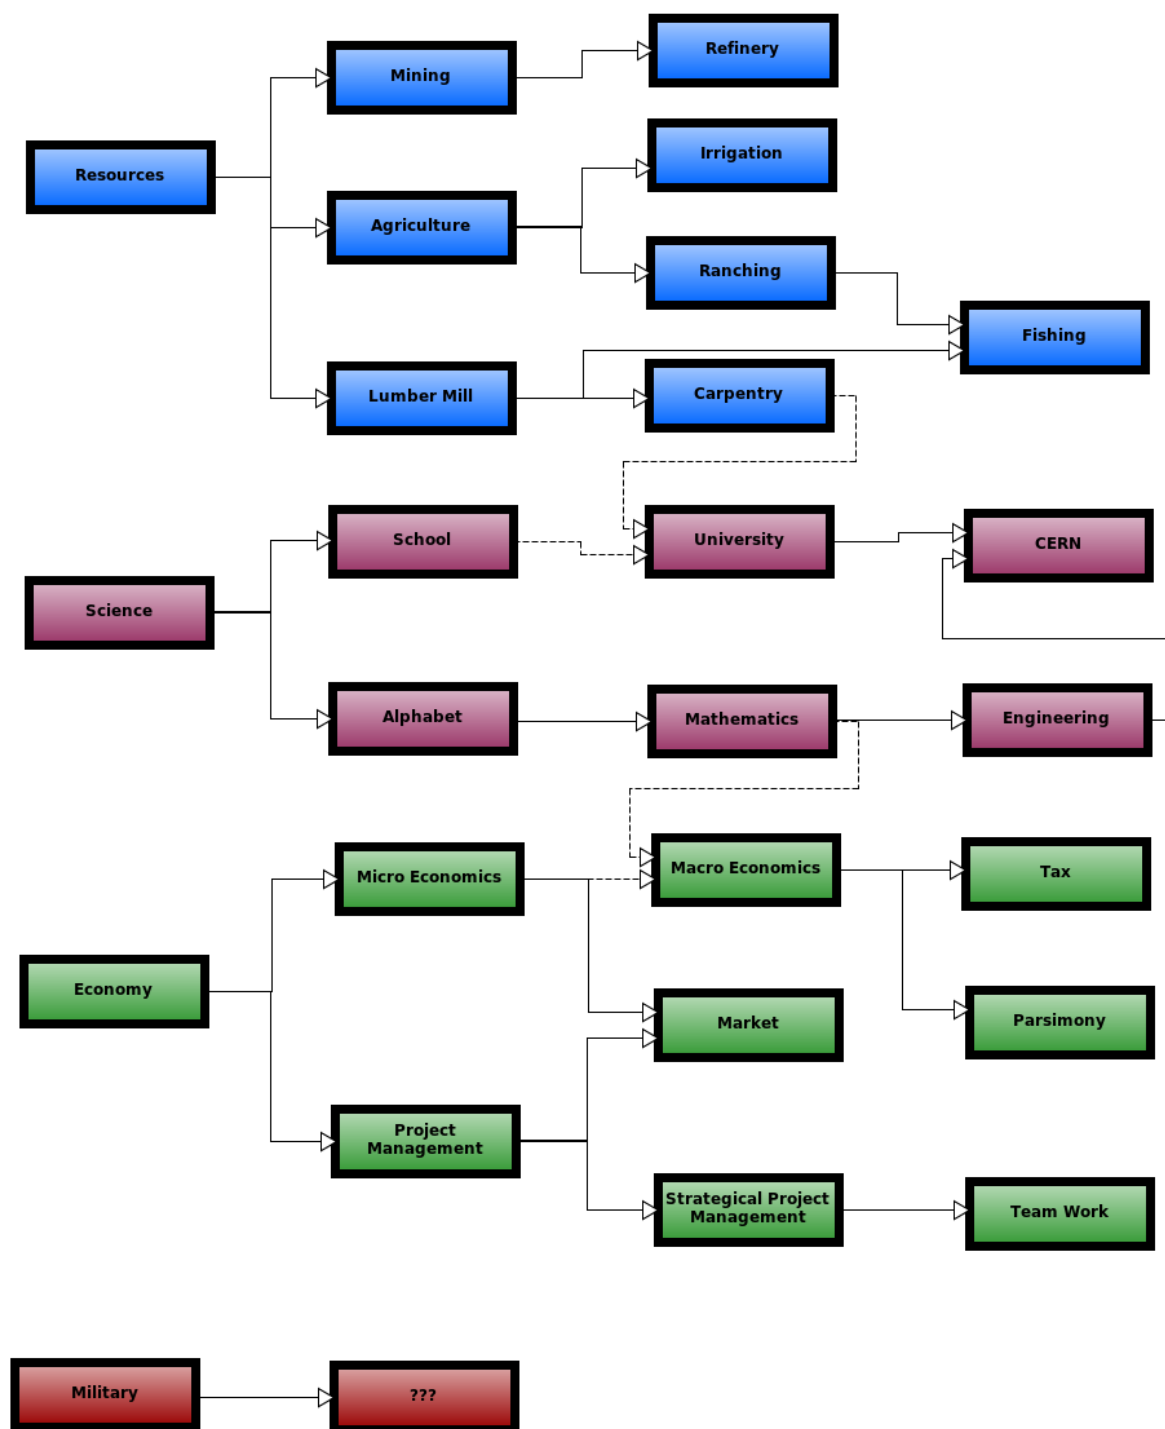 Refinery
Mining
Irrigation
Resources
Agriculture
Ranching
Fishing
Lumber Mill
Carpentry
School
University
CERN
Science
Alphabet
Mathematics
Engineering
Micro Economics
Macro Economics
Tax
Economy
Market
Parsimony
Project
Management
Strategical Project
Management
Team Work
Military
???